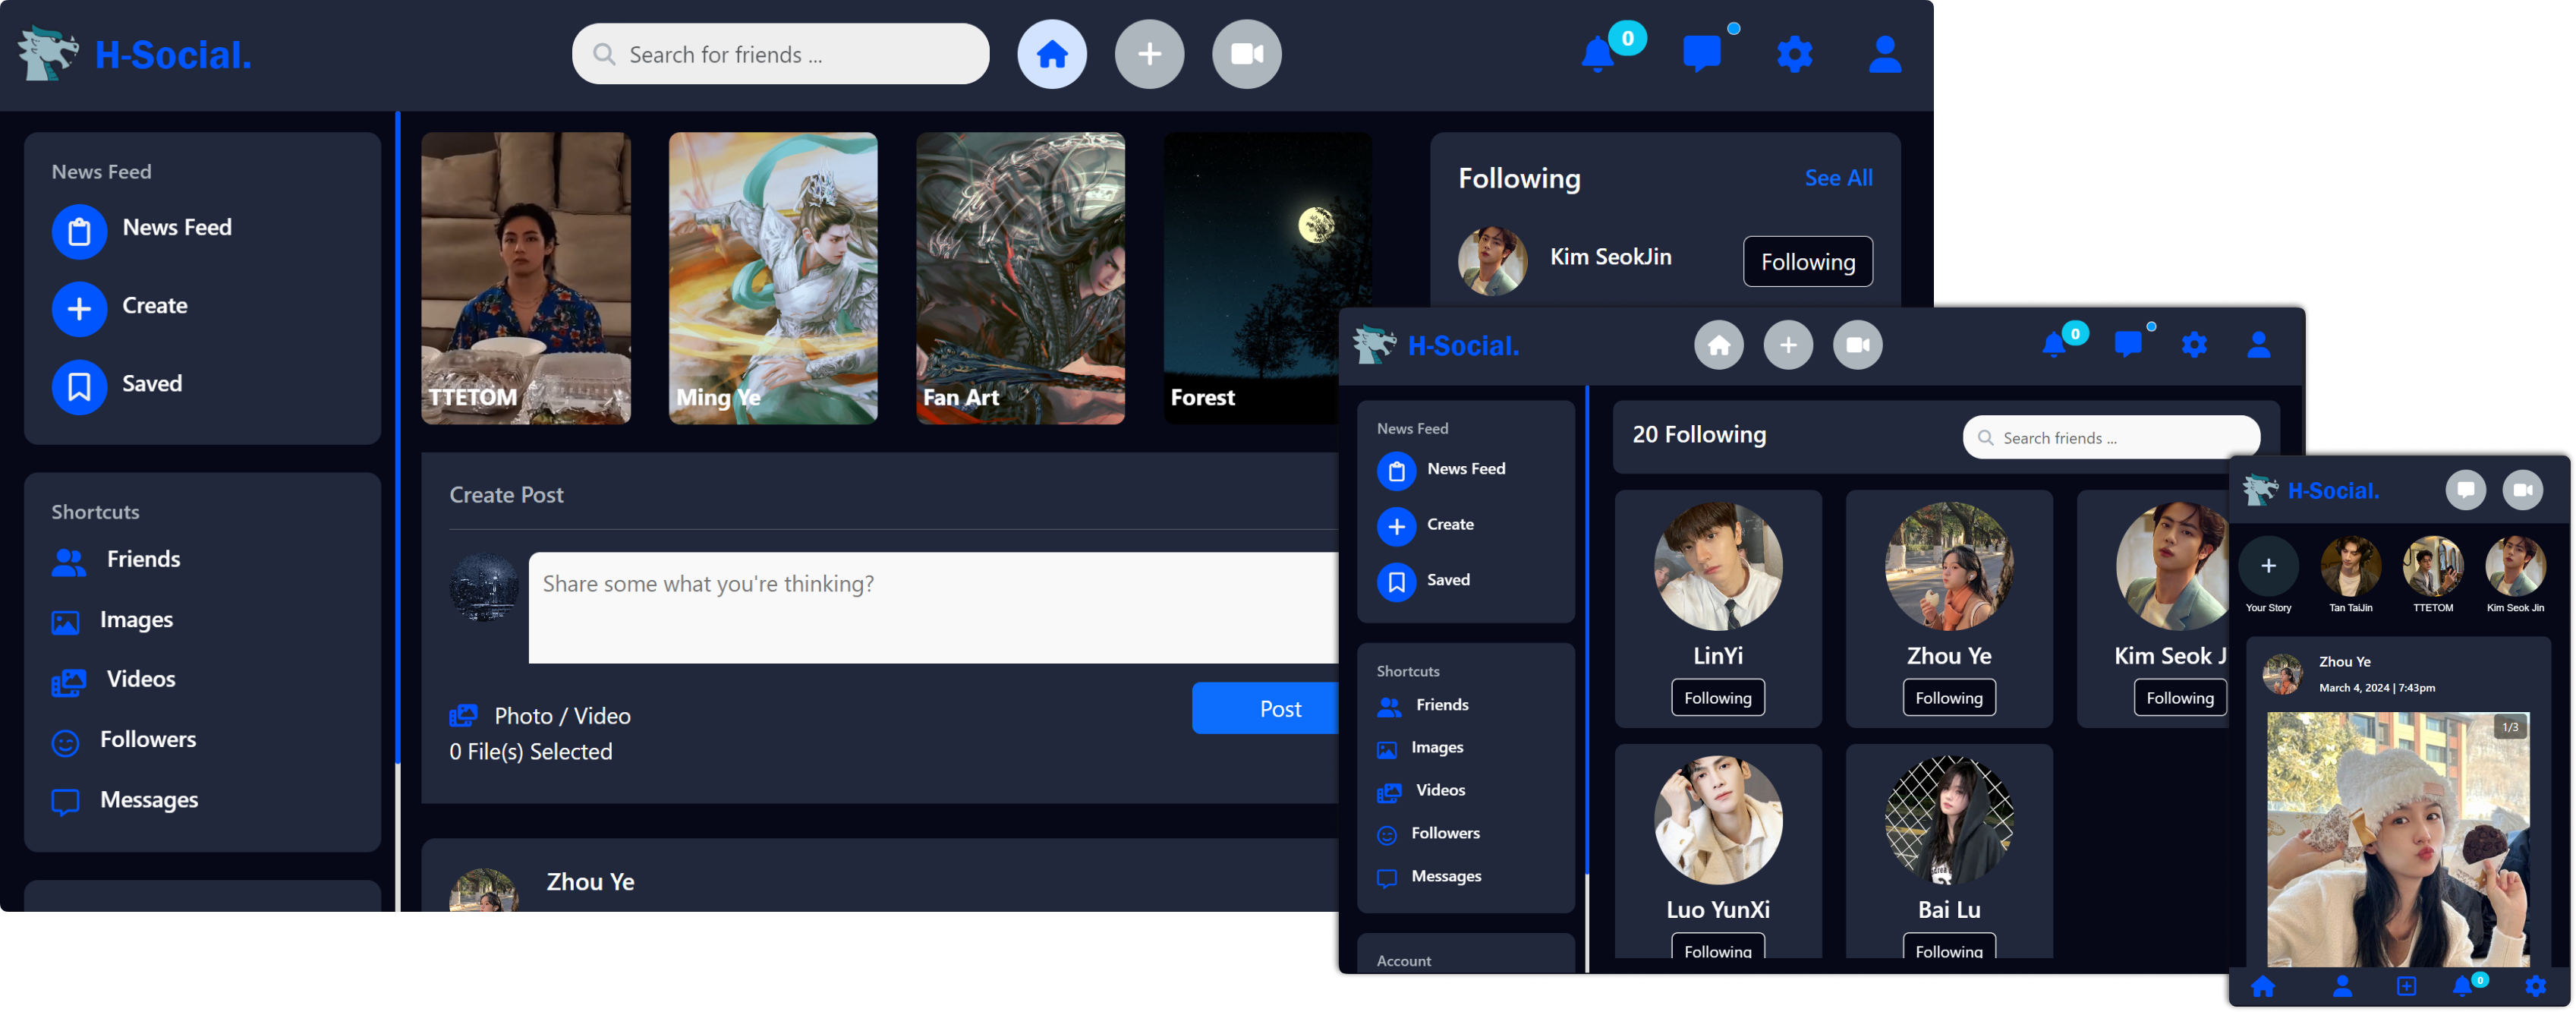 H-Social.
Search for friends ...
0
News Feed
News Feed
Create
Saved
Shortcuts
Friends
Images
Videos
Followers
Messages
TTETOM
Ming Ye
Fan Art
Forest
Following
See All
Kim SeokJin
Following
Create Post
Share some what you're thinking?
Photo / Video
0 File(s) Selected
Post
Zhou Ye
H-Social.
0
News Feed
News Feed
Create
Saved
Shortcuts
Friends
Images
Videos
Followers
Messages
Account
20 Following
Search friends ...
LinYi
Following
Zhou Ye
Following
Kim Seok J
Following
Luo YunXi
Following
Bai Lu
Following
H-Social.
Your Story
Tan TaiJin
TTETOM
Kim Seok Jin
Zhou Ye
March 4, 2024 | 7:43pm
1/3
0